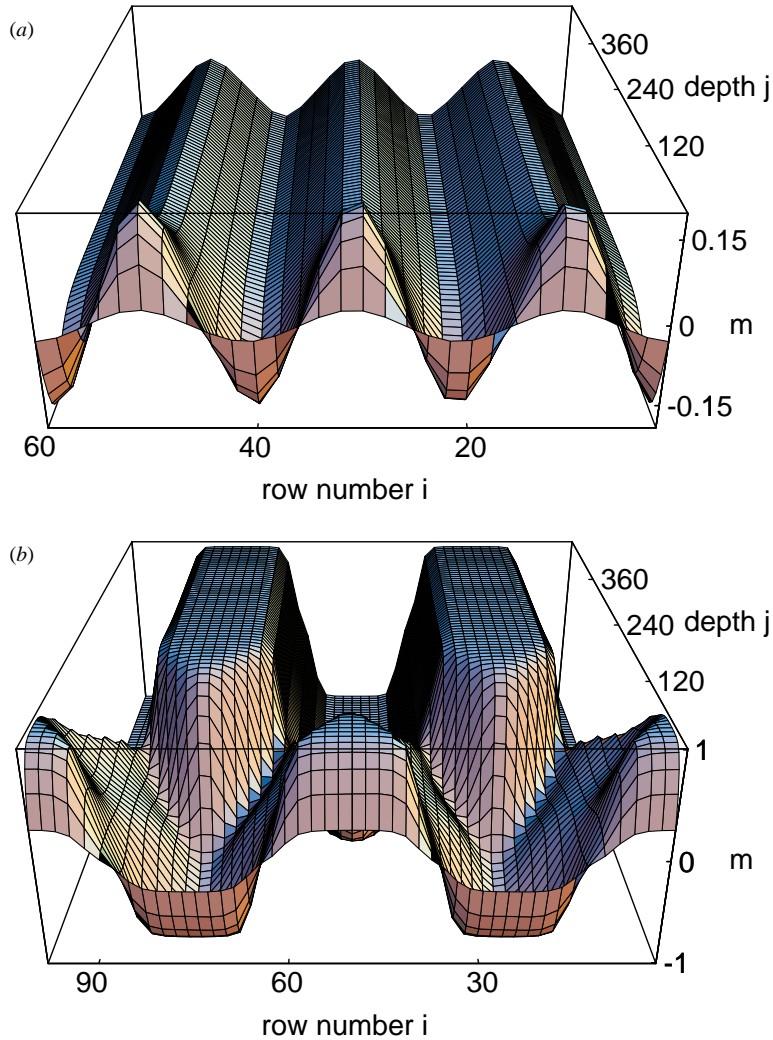 (a)
360
240 depth j
120
0.15
0 m
-0.15
60 40 20
row number i
(b)
360
240 depth j
120
1
0 m
-1
90 60 30
row number i